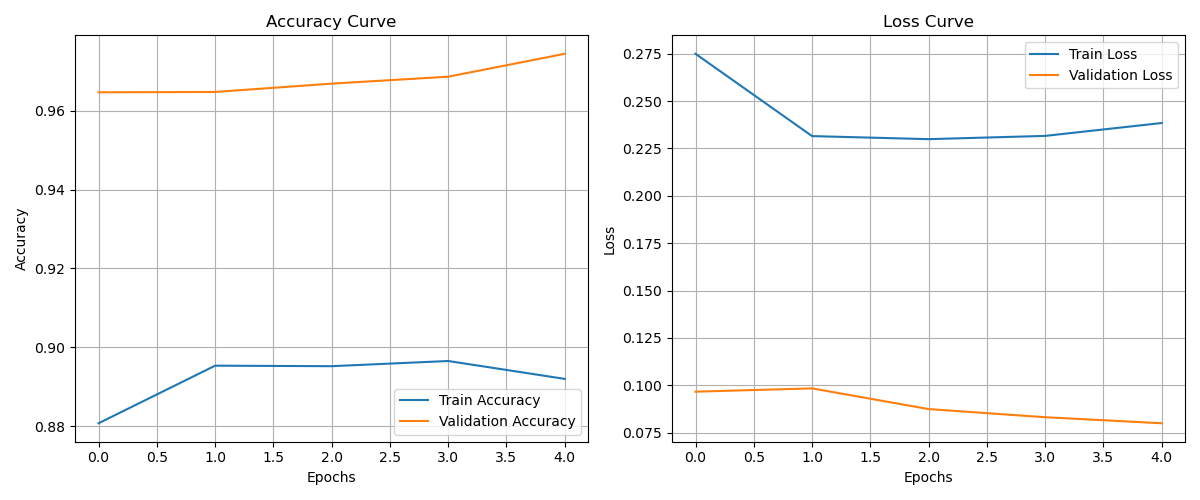 Accuracy Curve
Accuracy
0.96
0.94
0.92
0.90
0.88
0.0 0.5 1.0 1.5 2.0 2.5 3.0 3.5 4.0
Epochs
Train Accuracy
Validation Accuracy
Loss Curve
Loss
0.275
0.250
0.225
0.200
0.175
0.150
0.125
0.100
0.075
0.0 0.5 1.0 1.5 2.0 2.5 3.0 3.5 4.0
Epochs
Train Loss
Validation Loss